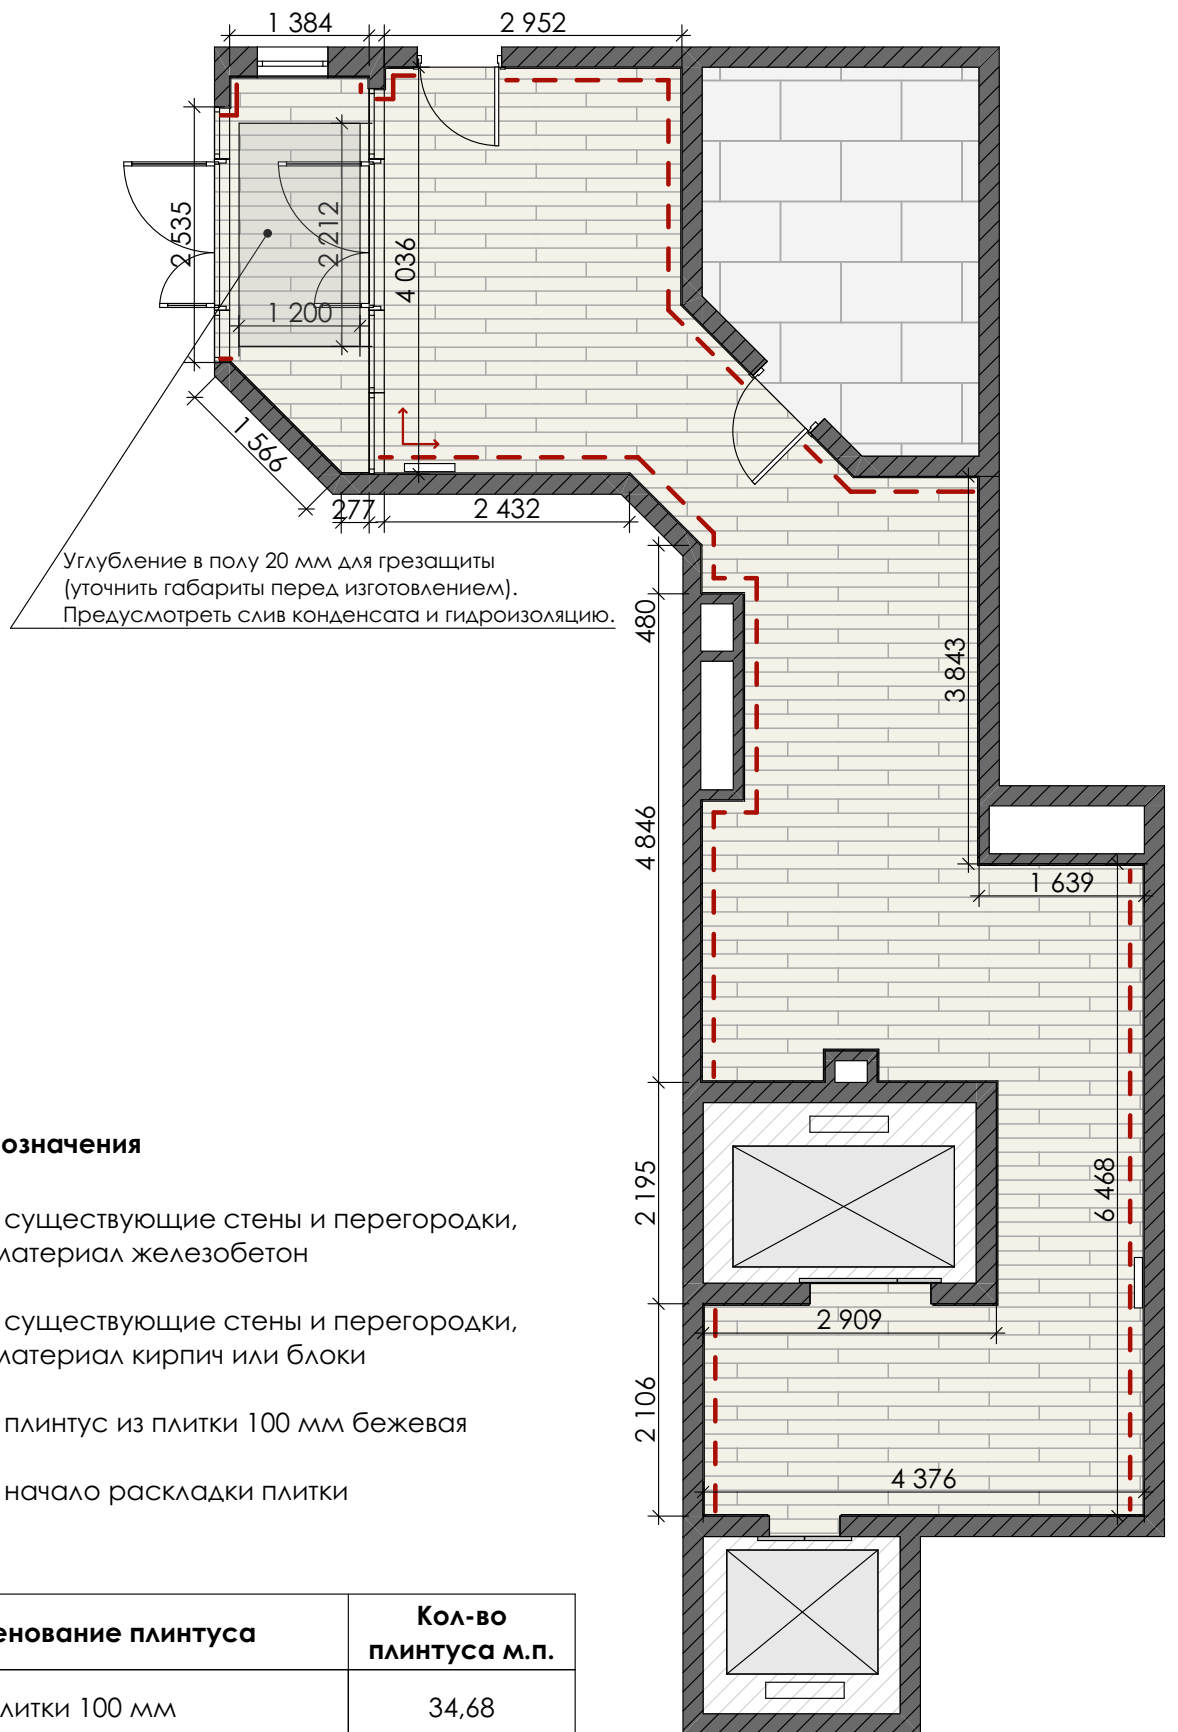 1 384
2 952
2 535
2 212
4 036
1 200
1 566
277
2 432
Углубление в полу 20 мм для грезащиты
(уточнить габариты перед изготовлением).
Предусмотреть слив конденсата и гидроизоляцию.
480
3 843
4 846
1 639
означения
2 195
6 468
существующие стены и перегородки,
материал железобетон
существующие стены и перегородки,
материал кирпич или блоки
2 909
2 106
плинтус из плитки 100 мм бежевая
4 376
начало раскладки плитки
енование плинтуса
Кол-во
плинтуса м.п.
литки 100 мм
34,68